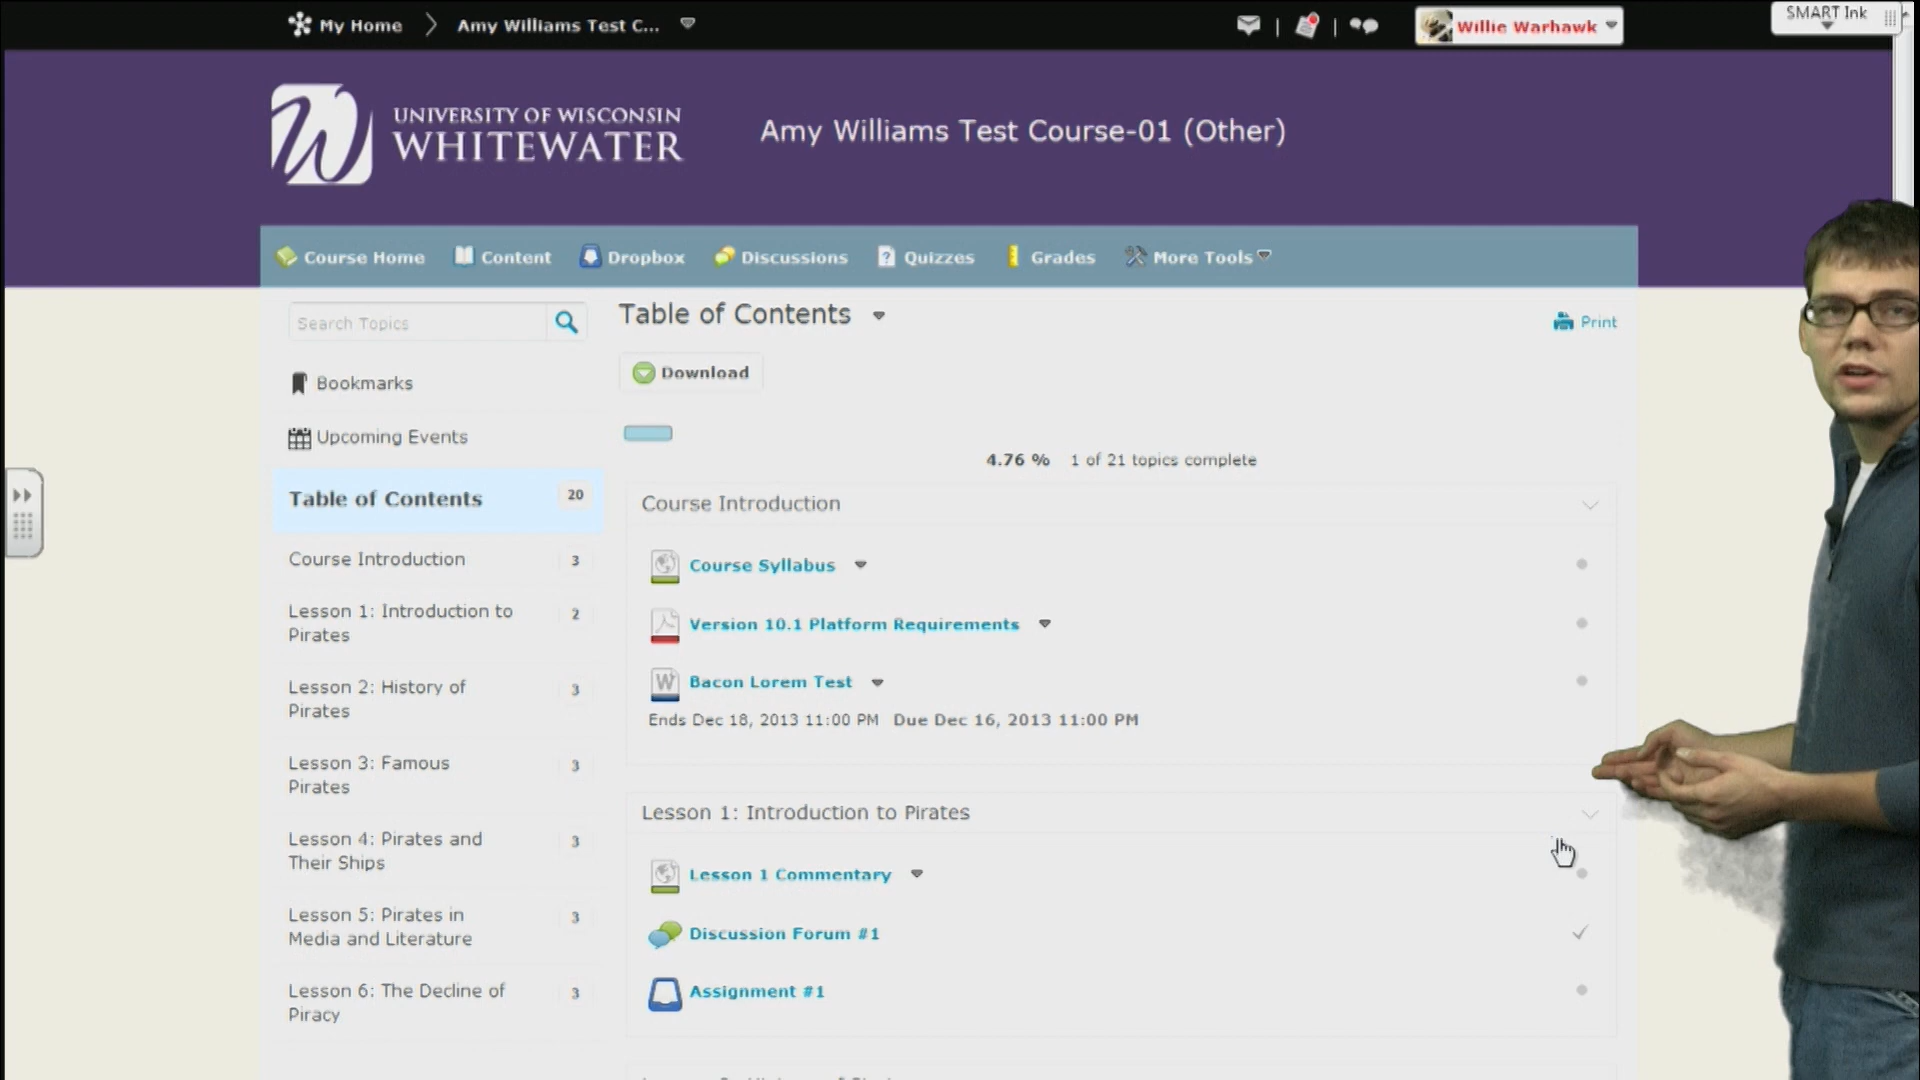 My Home
Amy Williams Test C...
Willie Warhawk
SMART Ink
UNIVERSITY OF WISCONSIN
WHITEWATER
Amy Williams Test Course-01 (Other)
Course Home
Content
Dropbox
Discussions
Quizzes
Grades
More Tools
Search Topics
Bookmarks
Upcoming Events
Table of Contents 20
Course Introduction 3
Lesson 1: Introduction to 2
Pirates
Lesson 2: History of 3
Pirates
Lesson 3: Famous 3
Pirates
Lesson 4: Pirates and 3
Their Ships
Lesson 5: Pirates in 3
Media and Literature
Lesson 6: The Decline of 3
Piracy
Table of Contents
Print
Download
4.76 % 1 of 21 topics complete
Course Introduction
Course Syllabus
Version 10.1 Platform Requirements
W Bacon Lorem Test
Ends Dec 18, 2013 11:00 PM Due Dec 16, 2013 11:00 PM
Lesson 1: Introduction to Pirates
Lesson 1 Commentary
Discussion Forum #1
Assignment #1